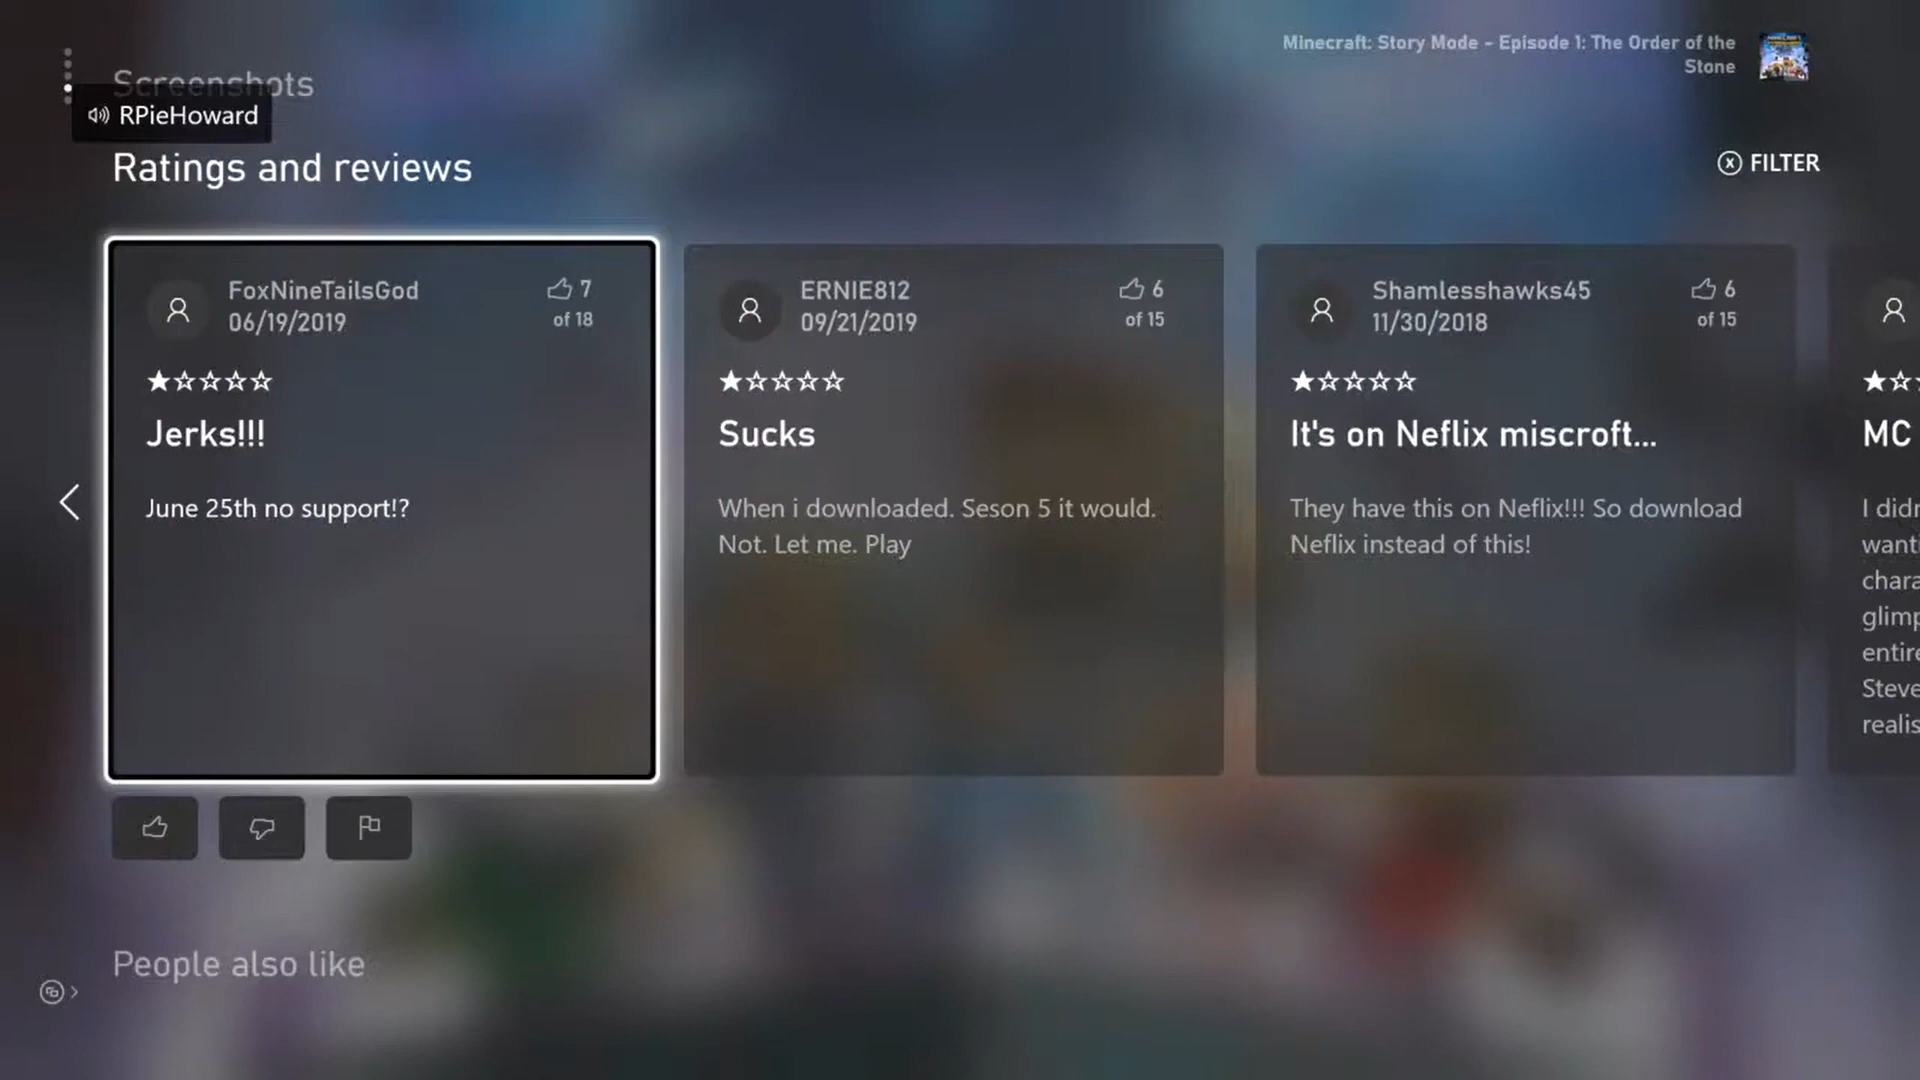 Minecraft: Story Mode - Episode 1: The Order of the
Stone
Screenshots
RPieHoward
Ratings and reviews
FILTER
FoxNineTailsGod
7
06/19/2019
of 18
Jerks!!!
June 25th no support!?
ERNIE812
6
09/21/2019
of 15
Sucks
When i downloaded. Seson 5 it would.
Not. Let me. Play
Shamlesshawks45
6
11/30/2018
of 15
It's on Neflix miscroft...
They have this on Neflix!!! So download
Neflix instead of this!
MC
I
People also like